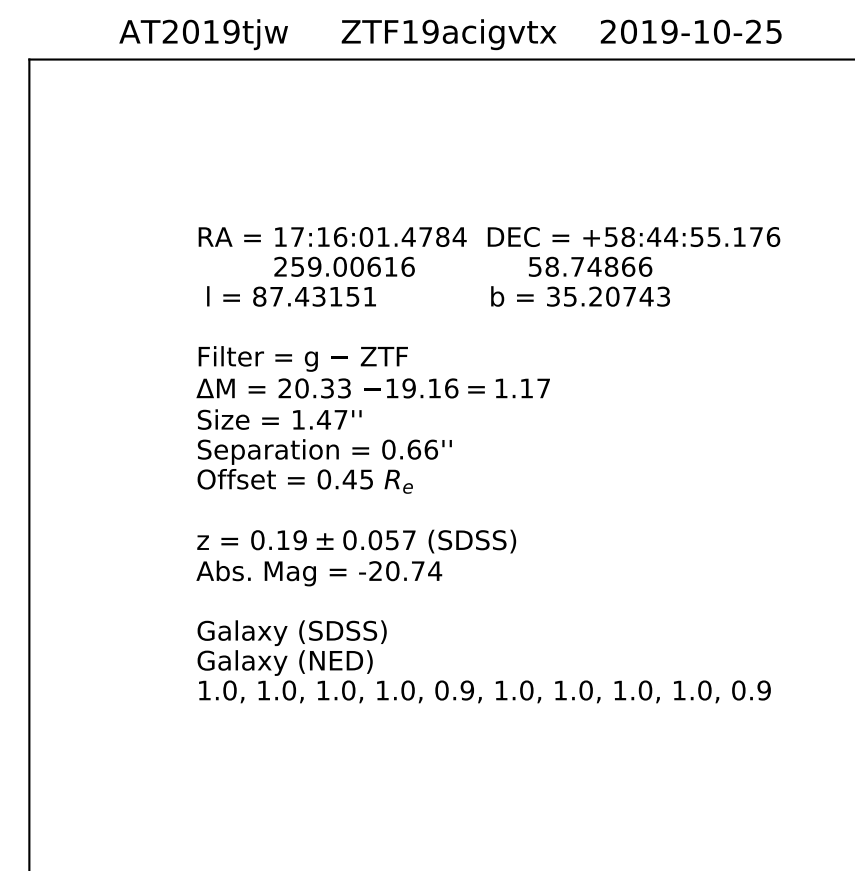 AT2019tjw ZTF19acigvtx 2019-10-25
RA = 17:16:01.4784 DEC = +58:44:55.176
259.00616 58.74866
l = 87.43151 b = 35.20743
Filter = g − ZTF
ΔM = 20.33 −19.16 = 1.17
Size = 1.47''
Separation = 0.66''
Offset = 0.45 Re
z = 0.19 ± 0.057 (SDSS)
Abs. Mag = -20.74
Galaxy (SDSS)
Galaxy (NED)
1.0, 1.0, 1.0, 1.0, 0.9, 1.0, 1.0, 1.0, 1.0, 0.9